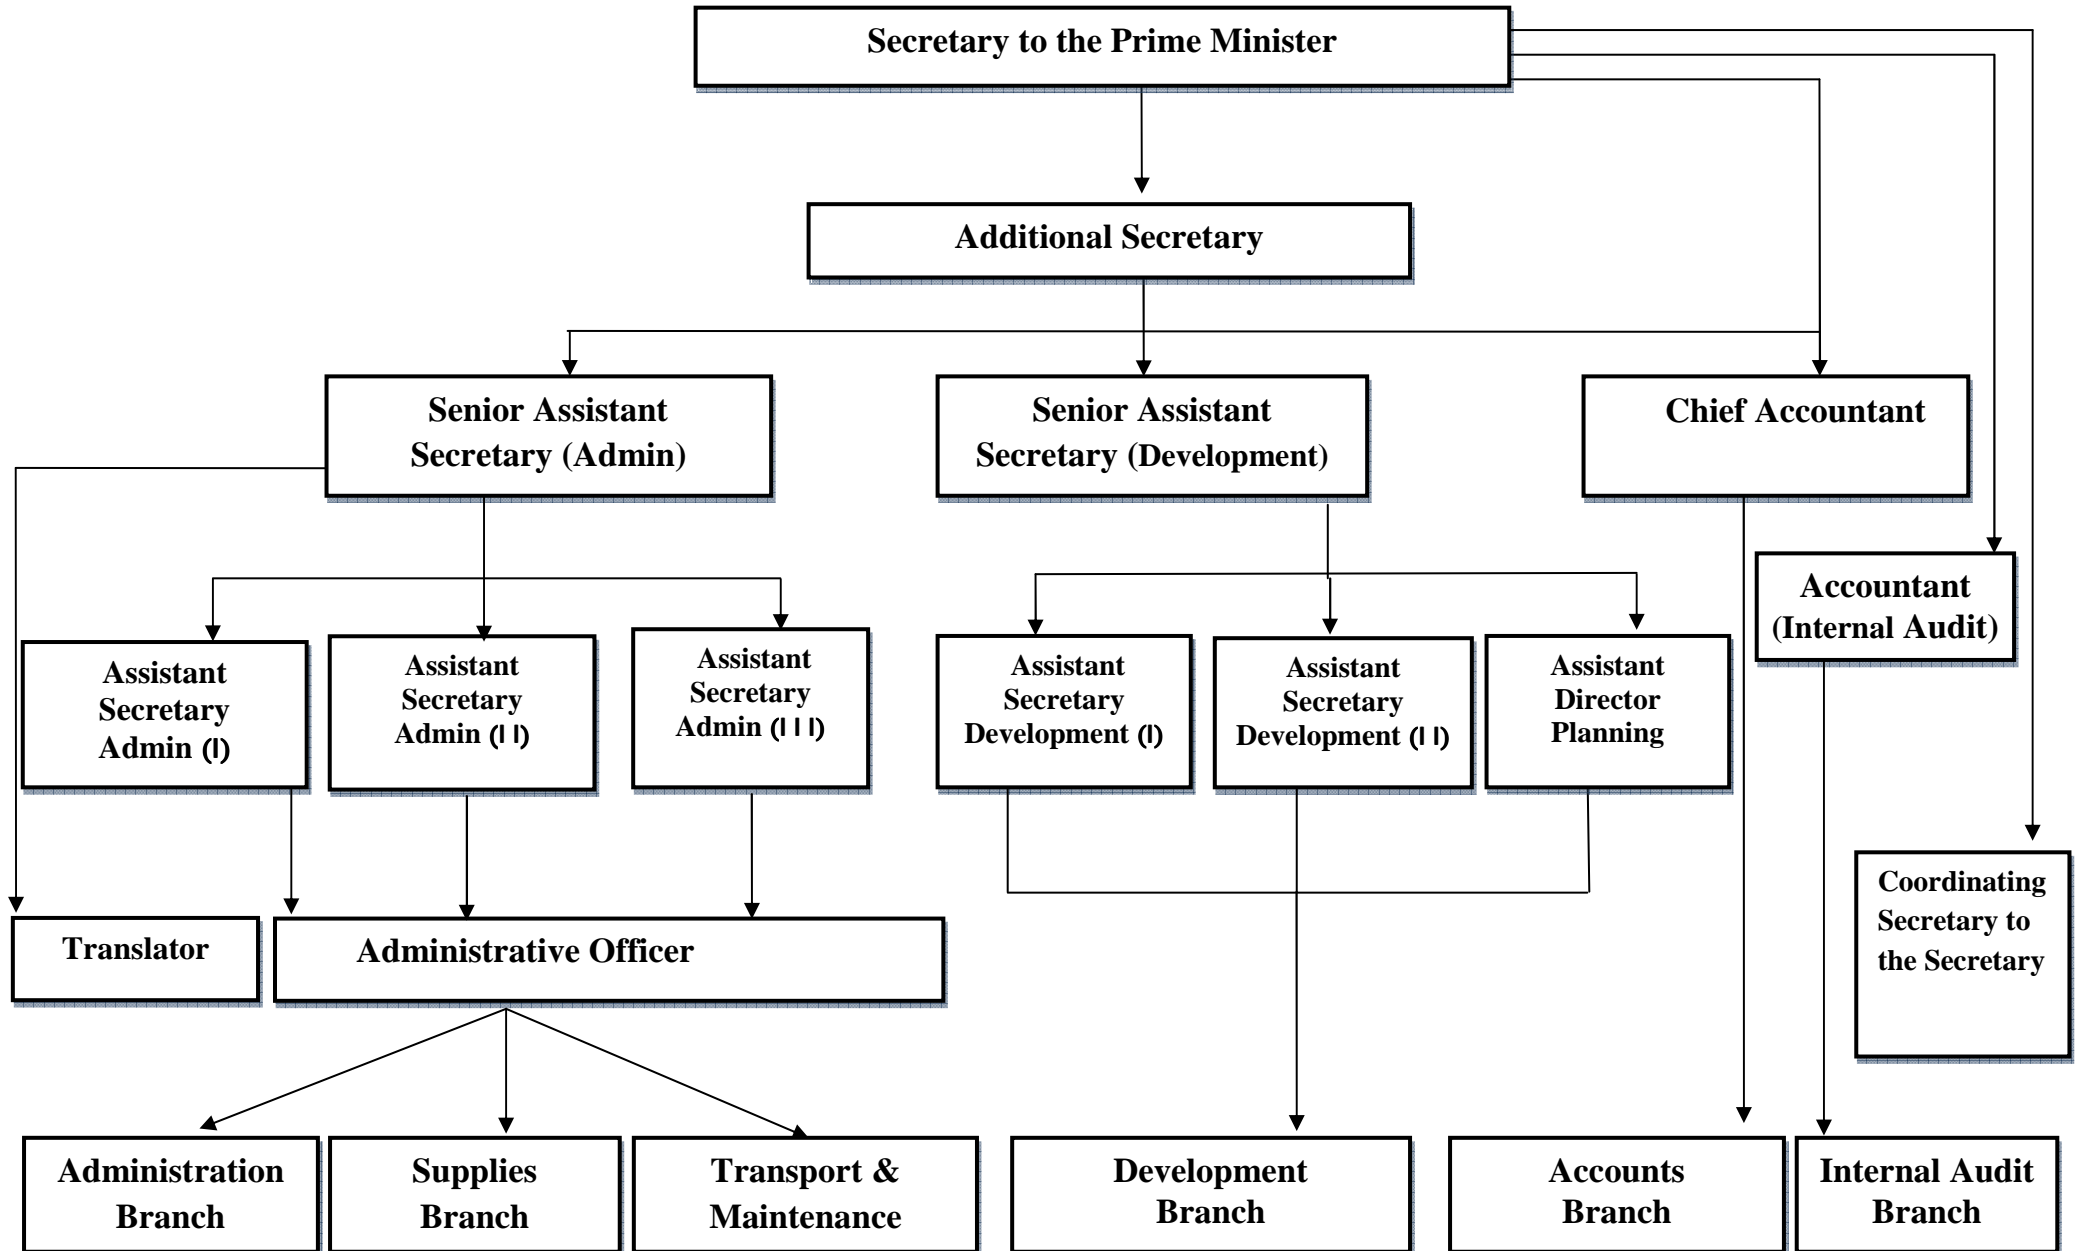 Secretary to the Prime Minister
Additional Secretary
Senior Assistant
Secretary (Admin)
Senior Assistant
Secretary (Development)
Chief Accountant
Accountant
(Internal Audit)
Assistant
Secretary
Admin (I)
Assistant
Secretary
Admin (I I)
Assistant
Secretary
Admin (I I I)
Assistant
Secretary
Development (I)
Assistant
Secretary
Development (I I)
Assistant
Director
Planning
Coordinating
Secretary to
the Secretary
Translator
Administrative Officer
Administration
Branch
Supplies
Branch
Transport &
Maintenance
Development
Branch
Accounts
Branch
Internal Audit
Branch